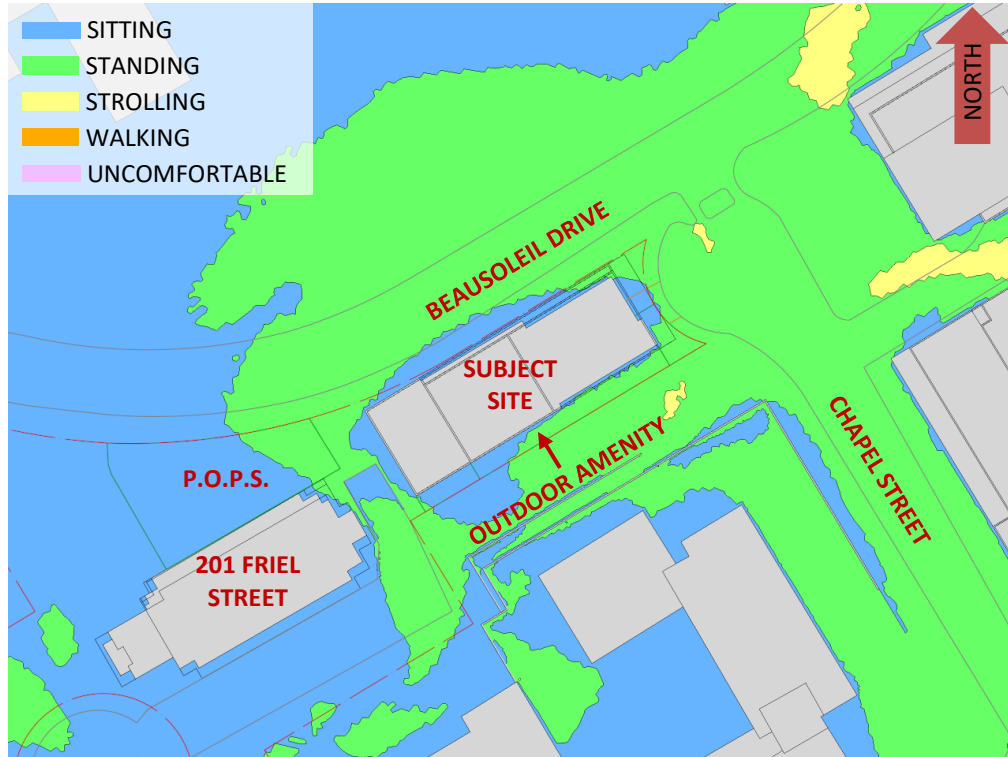 SITTING
STANDING
STROLLING
WALKING
UNCOMFORTABLE
NORTH
BEAUSOLEIL DRIVE
SUBJECT
SITE
OUTDOOR AMENITY
CHAPEL STREET
P.O.P.S.
201 FRIEL
STREET